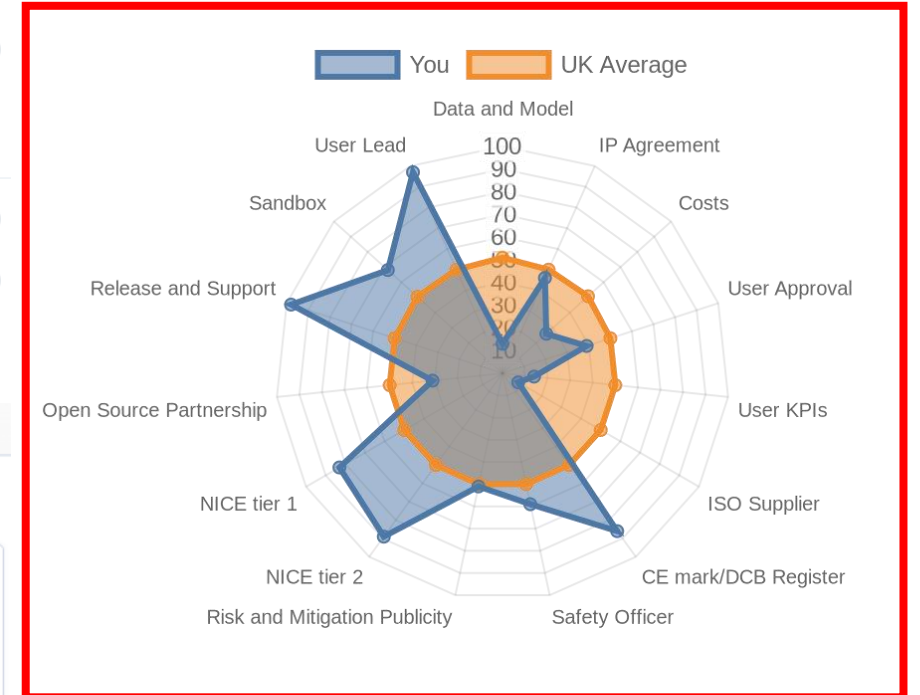 You UK Average
Data and Model
User Lead
IP Agreement
Sandbox
Costs
Release and Support
User Approval
Open Source Partnership
User KPIs
NICE tier 1
ISO Supplier
NICE tier 2
CE mark/DCB Register
Risk and Mitigation Publicity
Safety Officer
100
90
80
70
60
50
40
30
20
10